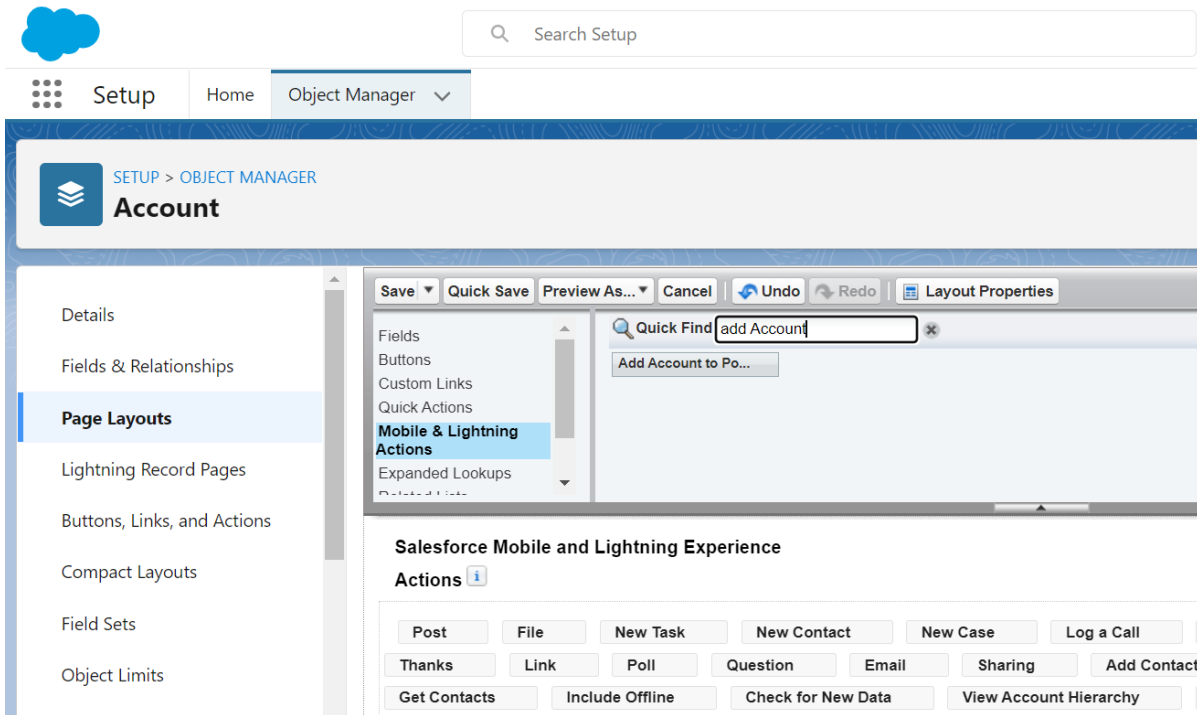 Search Setup
Setup Home Object Manager
SETUP > OBJECT MANAGER
Account
Details
Fields & Relationships
Page Layouts
Lightning Record Pages
Buttons, Links, and Actions
Compact Layouts
Field Sets
Object Limits
Save Quick Save Preview As... Cancel Undo Redo Layout Properties
Fields
Buttons
Custom Links
Quick Actions
Mobile & Lightning
Actions
Expanded Lookups
Related Lists
Quick Find add Account
Add Account to Po...
Salesforce Mobile and Lightning Experience
Actions i
Post File New Task New Contact New Case Log a Call
Thanks Link Poll Question Email Sharing Add Contact
Get Contacts Include Offline Check for New Data View Account Hierarchy